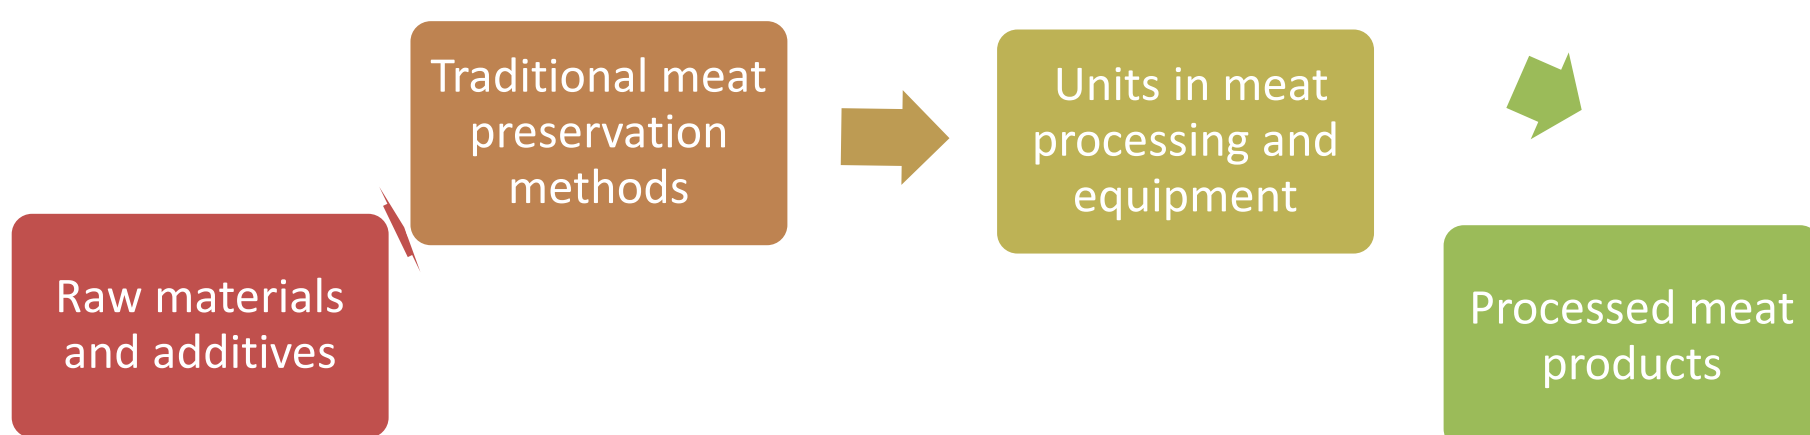 Raw materials
and additives
Traditional meat
preservation
methods
Units in meat
processing and
equipment
Processed meat
products